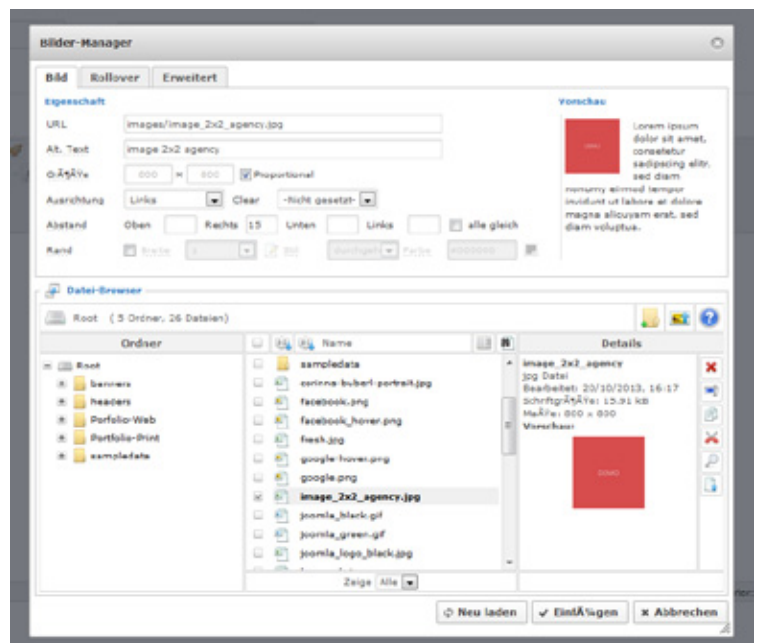 Bilder-Manager
Bild Rollover Erweitert
Eigenschaft
URL images/image_2x2_agency.jpg
Alt. Text image 2x2 agency
GrÃ¶ÃŸe 800 × 800 Proportional
Ausrichtung Links Clear -Nicht gesetzt-
Abstand Oben Rechts 15 Unten Links alle gleich
Rand Breite 1 Stil durchgeh Farbe #000000
Vorschau
DEMO
Lorem ipsum
dolor sit amet,
consetetur
sadipscing elitr,
sed diam
nonumy eirmod tempor
invidunt ut labore et dolore
magna aliquyam erat, sed
diam voluptua.
Datei-Browser
Root ( 5 Ordner, 26 Dateien)
Ordner
Root
banners
headers
Porfolio-Web
Portfolio-Print
sampledata
Name
sampledata
corinna-buberl-portrait.jpg
facebook.png
facebook_hover.png
fresh.jpg
google-hover.png
google.png
image_2x2_agency.jpg
joomla_black.gif
joomla_green.gif
joomla_logo_black.jpg
Zeige Alle
Details
image_2x2_agency
jpg Datei
Bearbeitet: 20/10/2013, 16:17
SchriftgrÃ¶ÃŸe: 15.91 KB
MaÃŸe: 800 x 800
Vorschau:
DEMO
Neu laden EinfÃ¼gen Abbrechen